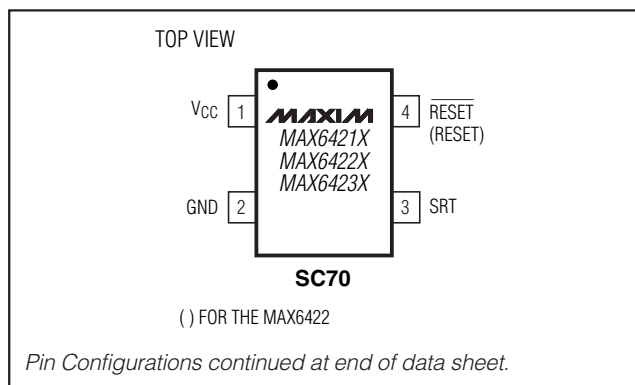 TOP VIEW
VCC 1
MAXIM
MAX6421X
MAX6422X
MAX6423X
4 RESET
(RESET)
GND 2
3 SRT
SC70
( ) FOR THE MAX6422
Pin Configurations continued at end of data sheet.